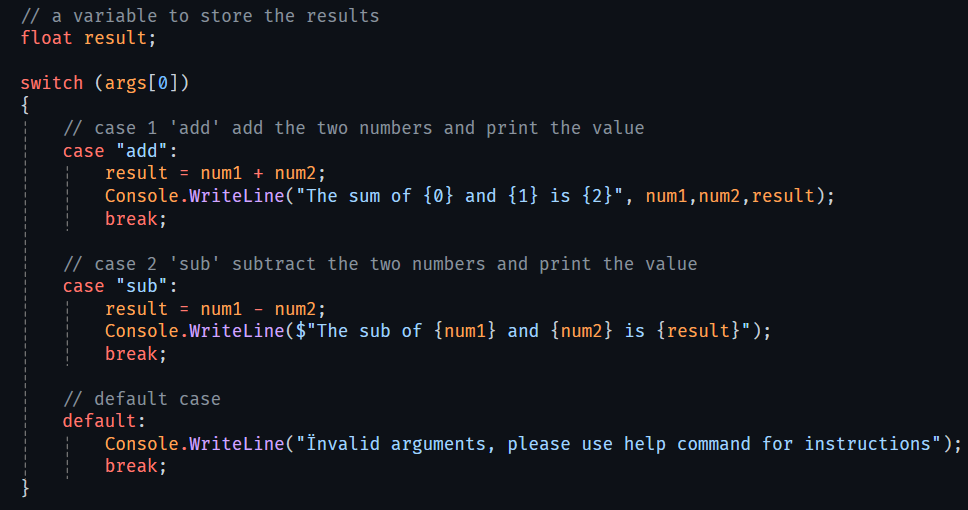 // a variable to store the results
float result;

switch (args[0])
{
    // case 1 'add' add the two numbers and print the value
    case "add":
        result = num1 + num2;
        Console.WriteLine("The sum of {0} and {1} is {2}", num1,num2,result);
        break;

    // case 2 'sub' subtract the two numbers and print the value
    case "sub":
        result = num1 - num2;
        Console.WriteLine($"The sub of {num1} and {num2} is {result}");
        break;

    // default case
    default:
        Console.WriteLine("Ïnvalid arguments, please use help command for instructions");
        break;
}